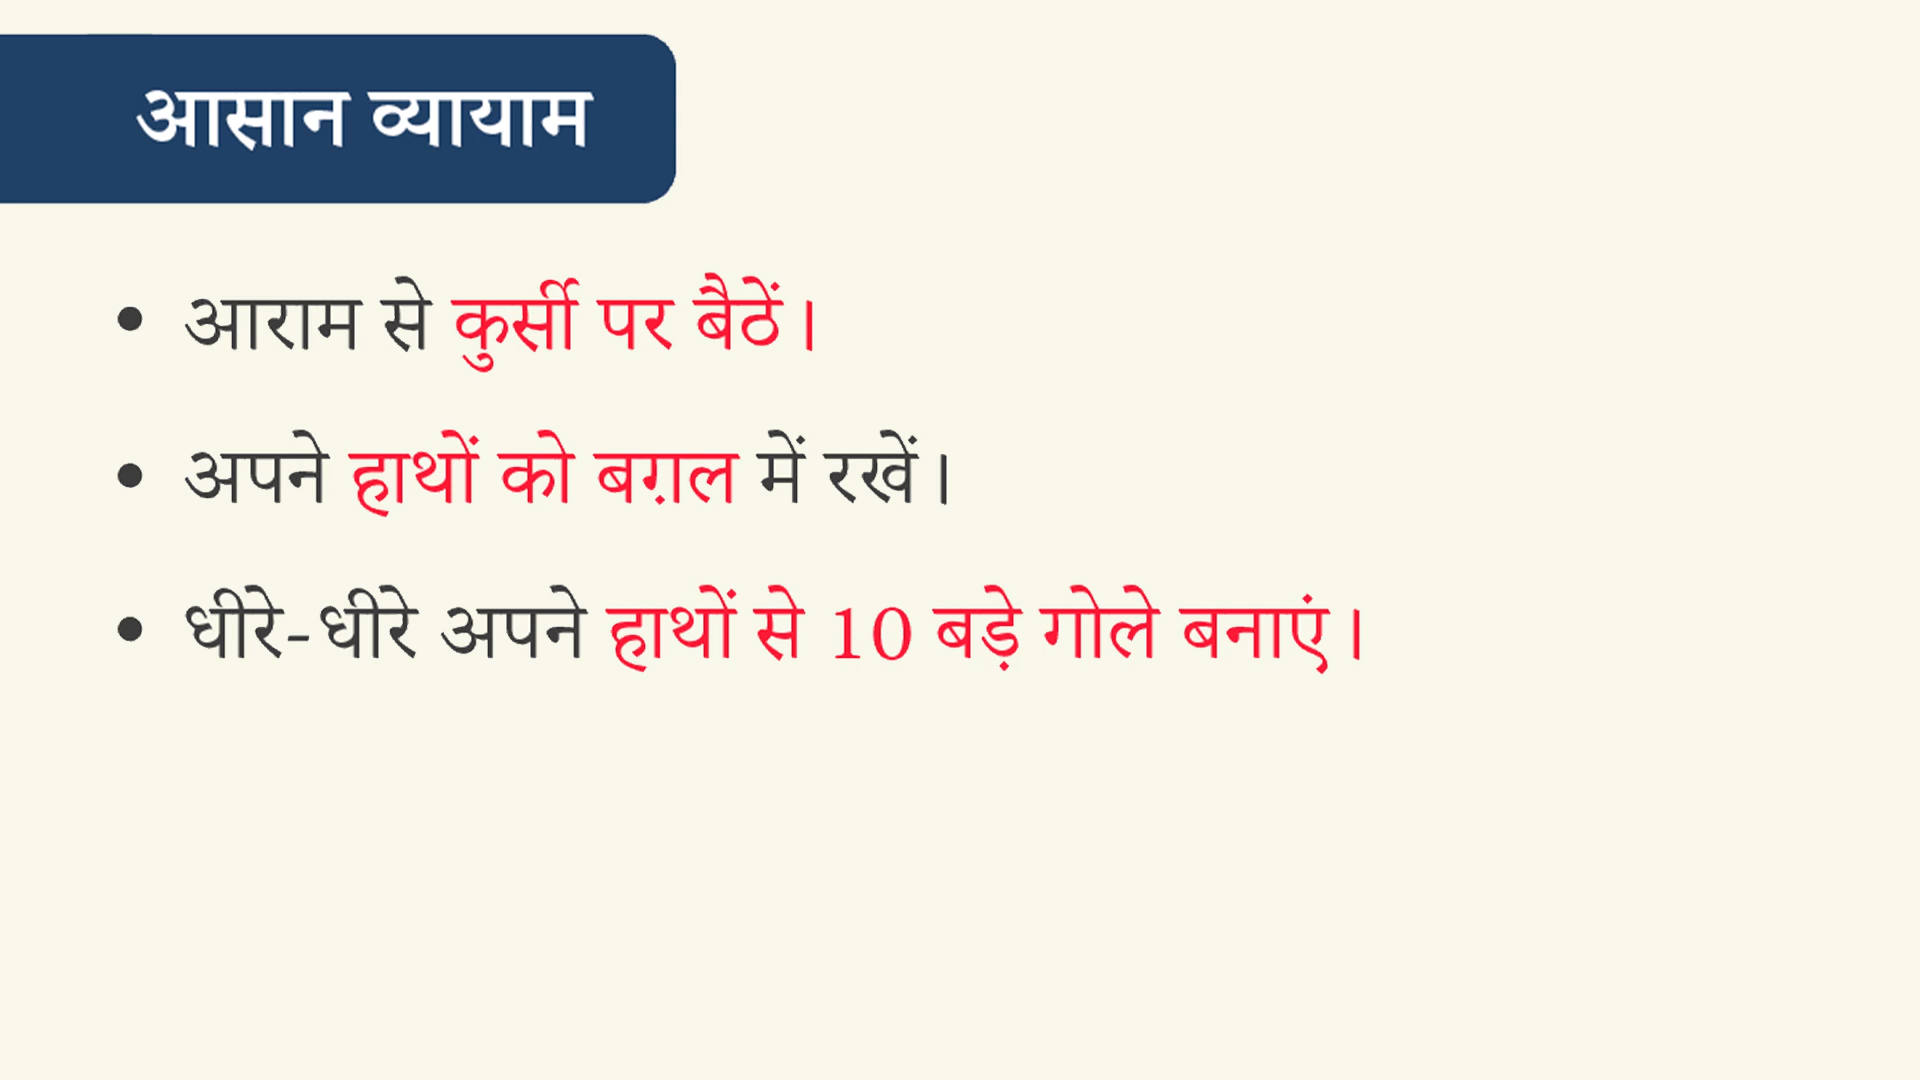 आसान व्यायाम
• आराम से कुर्सी पर बैठें।
• अपने हाथों को बग़ल में रखें।
• धीरे-धीरे अपने हाथों से 10 बड़े गोले बनाएं।